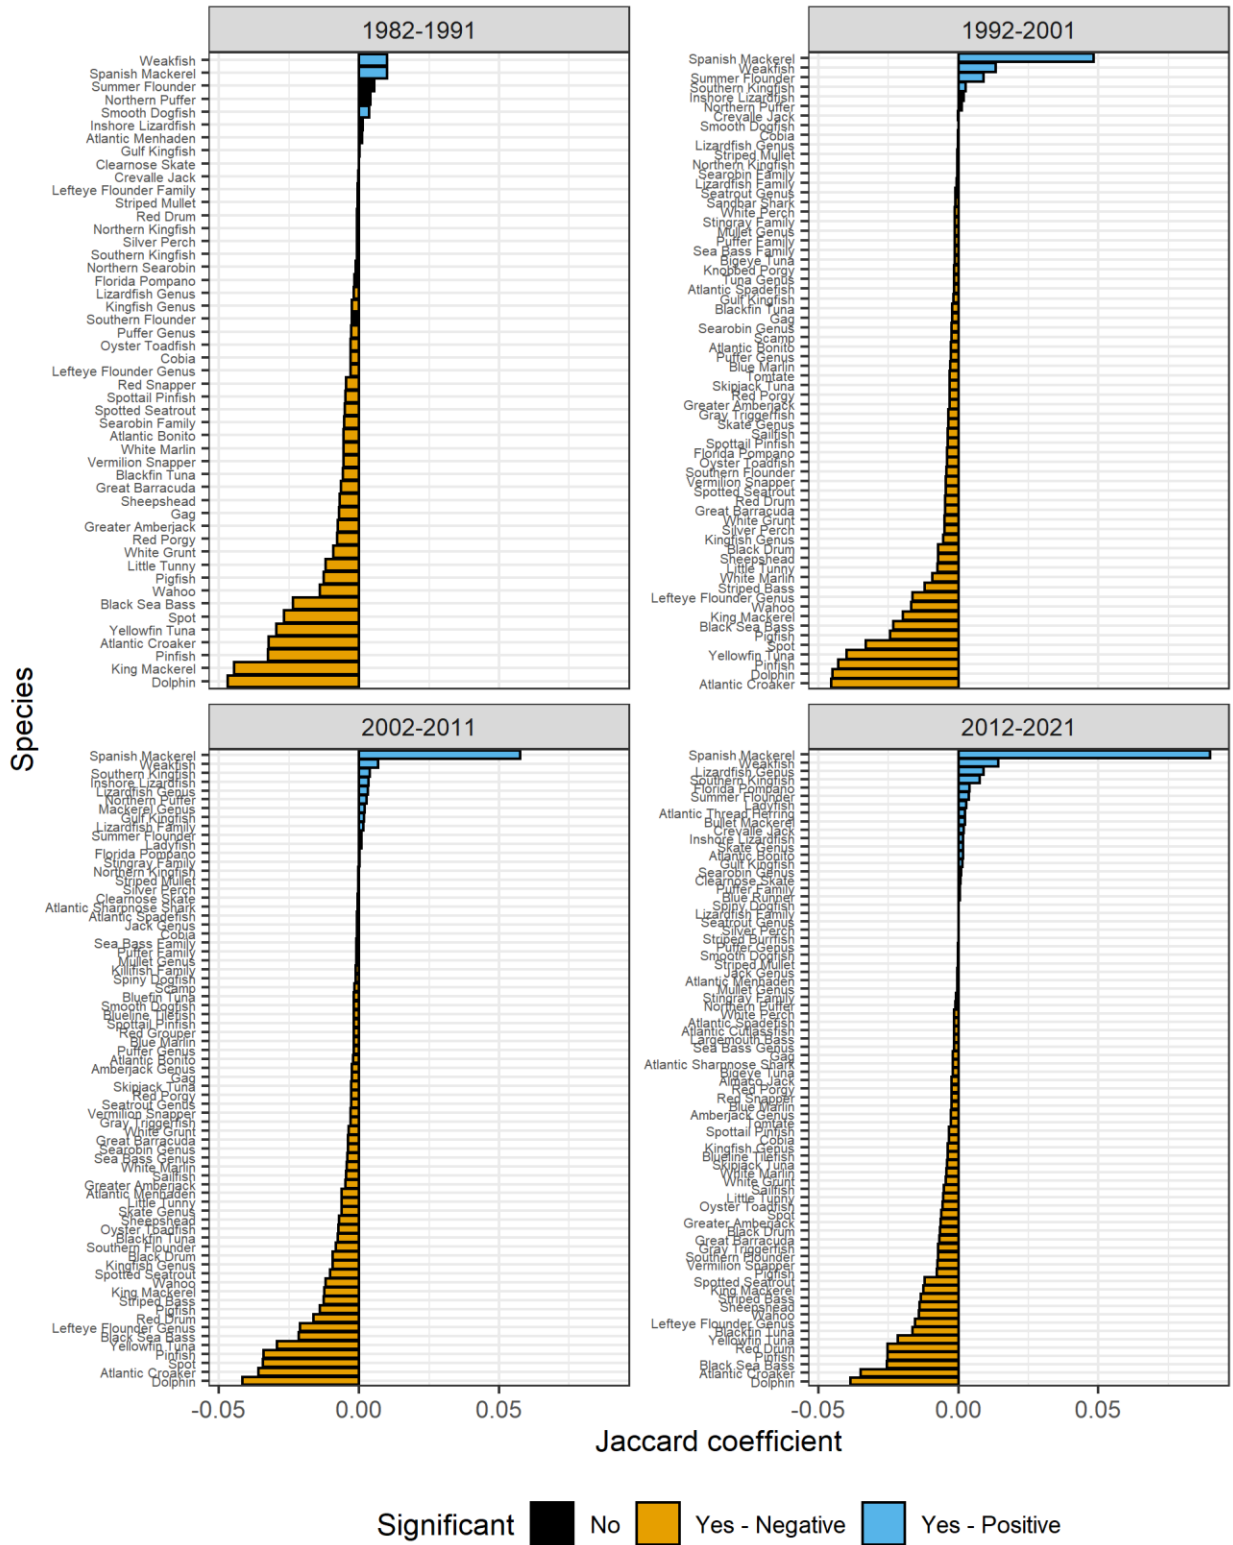 1982-1991
Weakfish
Spanish Mackerel
Summer Flounder
Northern Puffer
Smooth Dogfish
Inshore Lizardfish
Atlantic Menhaden
Gulf Kingfish
Clearnose Skate
Crevalle Jack
Lefteye Flounder Family
Striped Mullet
Red Drum
Northern Kingfish
Silver Perch
Southern Kingfish
Northern Searobin
Florida Pompano
Lizardfish Genus
Kingfish Genus
Southern Flounder
Puffer Genus
Oyster Toadfish
Cobia
Lefteye Flounder Genus
Red Snapper
Spottail Pinfish
Spotted Seatrout
Searobin Family
Atlantic Bonito
White Marlin
Vermilion Snapper
Blackfin Tuna
Great Barracuda
Sheepshead
Gag
Greater Amberjack
Red Porgy
White Grunt
Little Tunny
Pigfish
Wahoo
Black Sea Bass
Spot
Yellowfin Tuna
Atlantic Croaker
Pinfish
King Mackerel
Dolphin
1992-2001
Spanish Mackerel
Weakfish
Summer Flounder
Southern Kingfish
Inshore Lizardfish
Northern Puffer
Crevalle Jack
Smooth Dogfish
Cobia
Lizardfish Genus
Striped Mullet
Northern Kingfish
Searobin Family
Lizardfish Family
Seatrout Genus
Sandbar Shark
White Perch
Stingray Family
Mullet Genus
Puffer Family
Sea Bass Family
Bigeye Tuna
Knobbed Porgy
Tuna Genus
Atlantic Spadefish
Gulf Kingfish
Blackfin Tuna
Gag
Searobin Genus
Scamp
Atlantic Bonito
Puffer Genus
Blue Marlin
Tomtate
Skipjack Tuna
Red Porgy
Greater Amberjack
Gray Triggerfish
Skate Genus
Sailfish
Spottail Pinfish
Florida Pompano
Oyster Toadfish
Southern Flounder
Vermilion Snapper
Spotted Seatrout
Red Drum
Great Barracuda
White Grunt
Silver Perch
Kingfish Genus
Black Drum
Sheepshead
Little Tunny
White Marlin
Striped Bass
Lefteye Flounder Genus
Wahoo
King Mackerel
Black Sea Bass
Pigfish
Spot
Yellowfin Tuna
Pinfish
Dolphin
Atlantic Croaker
Species
2002-2011
Spanish Mackerel
Weakfish
Southern Kingfish
Inshore Lizardfish
Lizardfish Genus
Northern Puffer
Mackerel Genus
Gulf Kingfish
Lizardfish Family
Summer Flounder
Ladyfish
Florida Pompano
Stingray Family
Northern Kingfish
Striped Mullet
Silver Perch
Clearnose Skate
Atlantic Sharpnose Shark
Atlantic Spadefish
Jack Genus
Cobia
Sea Bass Family
Puffer Family
Mullet Genus
Killifish Family
Spiny Dogfish
Scamp
Bluefin Tuna
Smooth Dogfish
Blueline Tilefish
Spottail Pinfish
Red Grouper
Blue Marlin
Puffer Genus
Atlantic Bonito
Amberjack Genus
Gag
Skipjack Tuna
Red Porgy
Seatrout Genus
Vermilion Snapper
Gray Triggerfish
White Grunt
Great Barracuda
Searobin Genus
Sea Bass Genus
White Marlin
Sailfish
Greater Amberjack
Atlantic Menhaden
Little Tunny
Skate Genus
Sheepshead
Oyster Toadfish
Blackfin Tuna
Southern Flounder
Black Drum
Kingfish Genus
Spotted Seatrout
Wahoo
King Mackerel
Striped Bass
Pigfish
Red Drum
Lefteye Flounder Genus
Black Sea Bass
Yellowfin Tuna
Pinfish
Spot
Atlantic Croaker
Dolphin
-0.05 0.00 0.05
2012-2021
Spanish Mackerel
Weakfish
Lizardfish Genus
Southern Kingfish
Florida Pompano
Summer Flounder
Ladyfish
Atlantic Thread Herring
Bullet Mackerel
Crevalle Jack
Inshore Lizardfish
Skate Genus
Atlantic Bonito
Gulf Kingfish
Searobin Genus
Clearnose Skate
Puffer Family
Blue Runner
Spiny Dogfish
Lizardfish Family
Seatrout Genus
Silver Perch
Striped Burrfish
Puffer Genus
Smooth Dogfish
Striped Mullet
Jack Genus
Atlantic Menhaden
Mullet Genus
Stingray Family
Northern Puffer
White Perch
Atlantic Spadefish
Atlantic Cutlassfish
Largemouth Bass
Sea Bass Genus
Gag
Atlantic Sharpnose Shark
Bigeye Tuna
Almaco Jack
Red Porgy
Red Snapper
Blue Marlin
Amberjack Genus
Tomtate
Spottail Pinfish
Cobia
Kingfish Genus
Blueline Tilefish
Skipjack Tuna
White Marlin
White Grunt
Sailfish
Little Tunny
Oyster Toadfish
Spot
Greater Amberjack
Black Drum
Great Barracuda
Gray Triggerfish
Southern Flounder
Vermilion Snapper
Pigfish
Spotted Seatrout
King Mackerel
Striped Bass
Sheepshead
Wahoo
Lefteye Flounder Genus
Blackfin Tuna
Yellowfin Tuna
Red Drum
Pinfish
Black Sea Bass
Atlantic Croaker
Dolphin
-0.05 0.00 0.05
Jaccard coefficient
Significant No Yes - Negative Yes - Positive